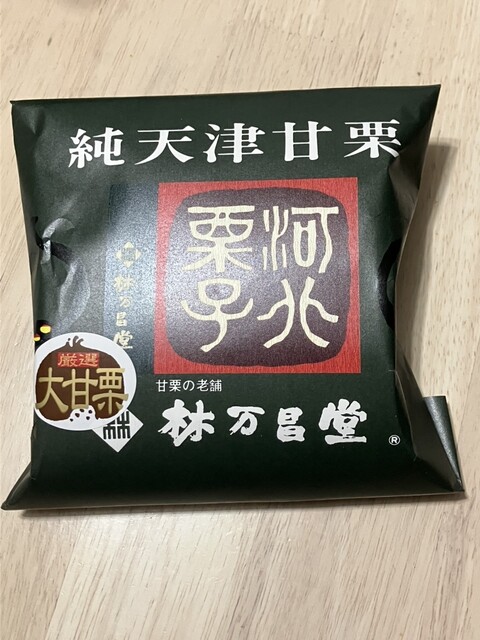 純天津甘栗
河北
栗子
林万昌堂
厳選
大甘栗
甘栗の老舗
林万昌堂®